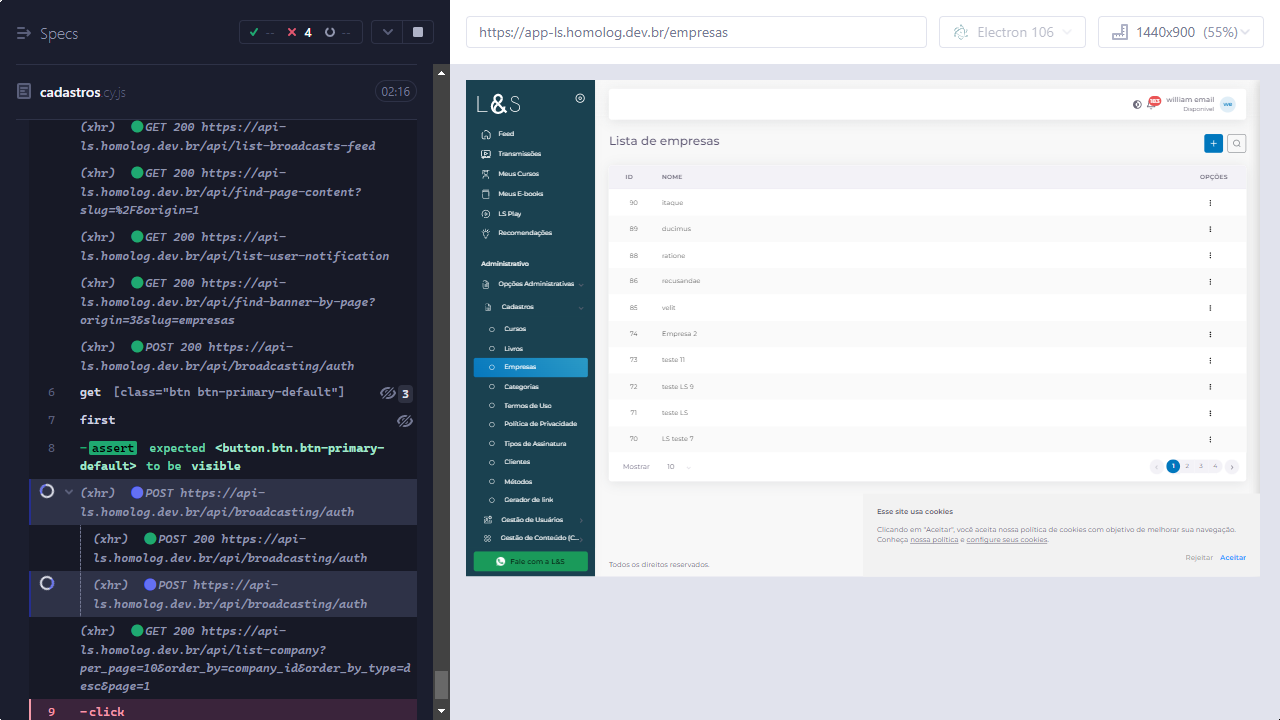 Specs
--
4
--
https://app-ls.homolog.dev.br/empresas
Electron 106
1440x900 (55%)
cadastros cy.js
02:16
(xhr) GET 200 https://api-
ls.homolog.dev.br/api/list-broadcasts-feed
(xhr) GET 200 https://api-
ls.homolog.dev.br/api/find-page-content?
slug=%2F&origin=1
(xhr) GET 200 https://api-
ls.homolog.dev.br/api/list-user-notification
(xhr) GET 200 https://api-
ls.homolog.dev.br/api/find-banner-by-page?
origin=3&slug=empresas
(xhr) POST 200 https://api-
ls.homolog.dev.br/api/broadcasting/auth
6 get [class="btn btn-primary-default"] 3
7 first
8 -assert expected <button.btn.btn-primary-
default> to be visible
(xhr) POST https://api-
ls.homolog.dev.br/api/broadcasting/auth
(xhr) POST 200 https://api-
ls.homolog.dev.br/api/broadcasting/auth
(xhr) POST https://api-
ls.homolog.dev.br/api/broadcasting/auth
(xhr) GET 200 https://api-
ls.homolog.dev.br/api/list-company?
per_page=10&order_by=company_id&order_by_type=d
esc&page=1
9 -click
L&S
Feed
Transmissões
Meus Cursos
Meus E-books
LS Play
Recomendações
Administrativo
Opções Administrativas
Cadastros
Cursos
Livros
Empresas
Categorias
Termos de Uso
Política de Privacidade
Tipos de Assinatura
Clientes
Métodos
Gerador de link
Gestão de Usuários
Gestão de Conteúdo (C...
Fale com a L&S
william email
Disponível
WE
Lista de empresas
+
ID NOME OPÇÕES
90 itaque
89 ducimus
88 ratione
86 recusandae
85 velit
74 Empresa 2
73 teste 11
72 teste LS 9
71 teste LS
70 LS teste 7
Mostrar 10
‹ 1 2 3 4 ›
Esse site usa cookies
Clicando em "Aceitar", você aceita nossa política de cookies com objetivo de melhorar sua navegação.
Conheça nossa política e configure seus cookies.
Rejeitar Aceitar
Todos os direitos reservados.